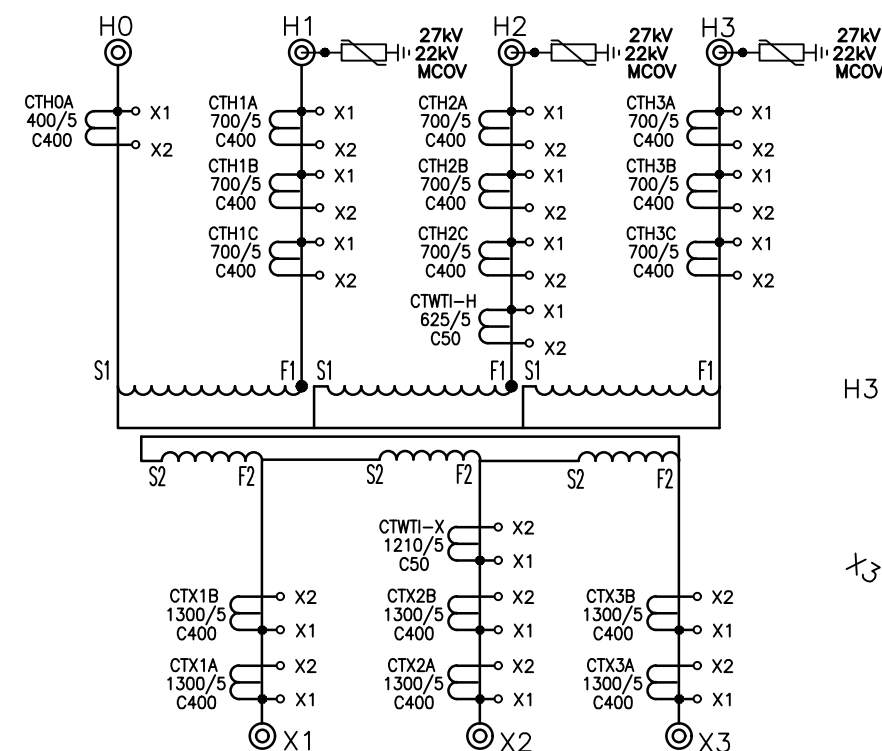 H0
H1
H2
H3
27kV
22kV
MCOV
27kV
22kV
MCOV
27kV
22kV
MCOV
CTH0A
400/5
C400
X1
X2
CTH1A
700/5
C400
X1
X2
CTH1B
700/5
C400
X1
X2
CTH1C
700/5
C400
X1
X2
CTH2A
700/5
C400
X1
X2
CTH2B
700/5
C400
X1
X2
CTH2C
700/5
C400
X1
X2
CTWTI-H
625/5
C50
X1
X2
CTH3A
700/5
C400
X1
X2
CTH3B
700/5
C400
X1
X2
CTH3C
700/5
C400
X1
X2
S1
F1
S1
F1
S1
F1
H3
S2
F2
S2
F2
S2
F2
CTWTI-X
1210/5
C50
X2
X1
X3
CTX1B
1300/5
C400
X2
X1
CTX2B
1300/5
C400
X2
X1
CTX3B
1300/5
C400
X2
X1
CTX1A
1300/5
C400
X2
X1
CTX2A
1300/5
C400
X2
X1
CTX3A
1300/5
C400
X2
X1
X1
X2
X3